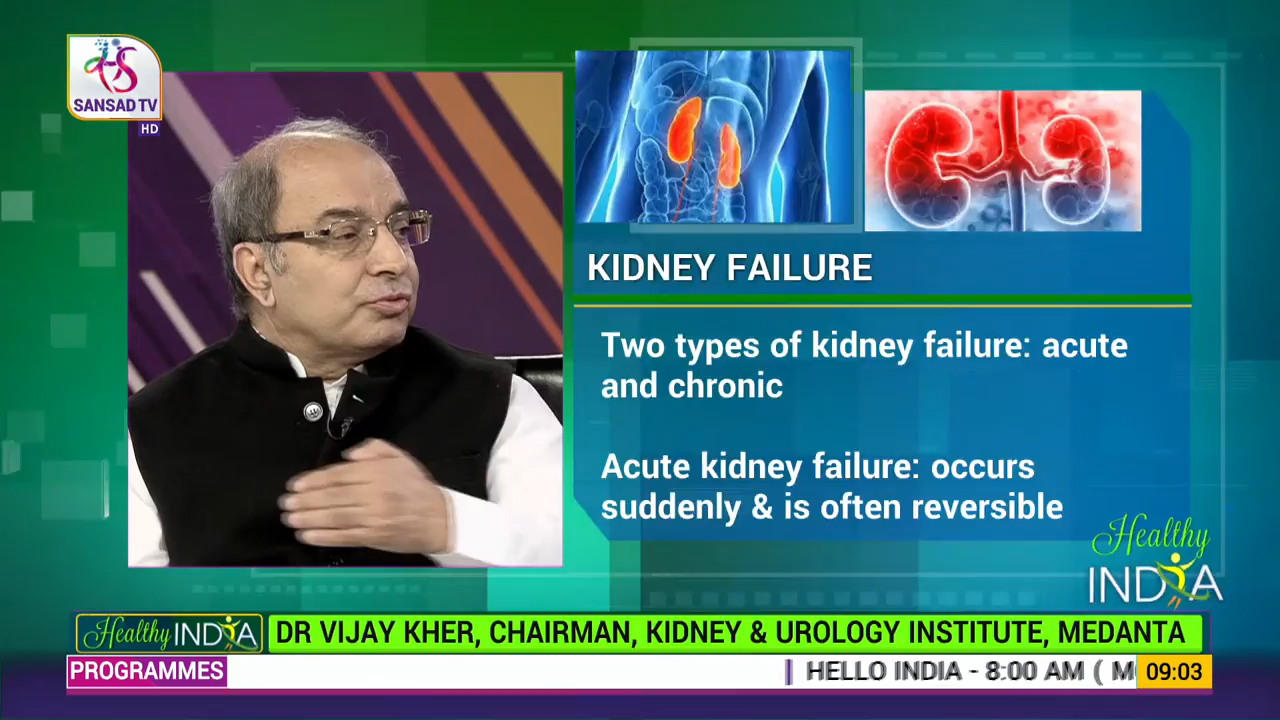 SANSAD TV
HD
KIDNEY FAILURE
Two types of kidney failure: acute
and chronic
Acute kidney failure: occurs
suddenly & is often reversible
Healthy
INDIA
Healthy INDIA
DR VIJAY KHER, CHAIRMAN, KIDNEY & UROLOGY INSTITUTE, MEDANTA
PROGRAMMES
HELLO INDIA - 8:00 AM ( M
09:03